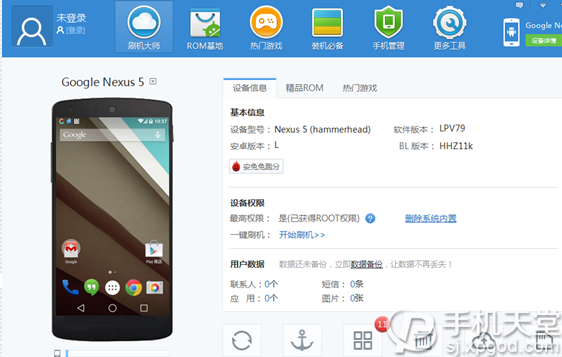 未登录
[登录]
刷机大师
ROM基地
热门游戏
装机必备
手机管理
更多工具
Google Ne
设备详情
Google Nexus 5
10:37
Google
Google
Play 商店
设备信息
精品ROM
热门游戏
基本信息
设备型号： Nexus 5 (hammerhead)
软件版本： LPV79
安卓版本： L
BL 版本： HHZ11k
安兔兔跑分
设备权限
最高权限： 是(已获得ROOT权限) ?
删除系统内置
一键刷机： 开始刷机>>
用户数据 数据还未备份，立即数据备份，让数据不再丢失！
联系人：0个
短信： 0条
应 用： 0个
图片： 0张
11
手机天堂
sj.xpgod.com